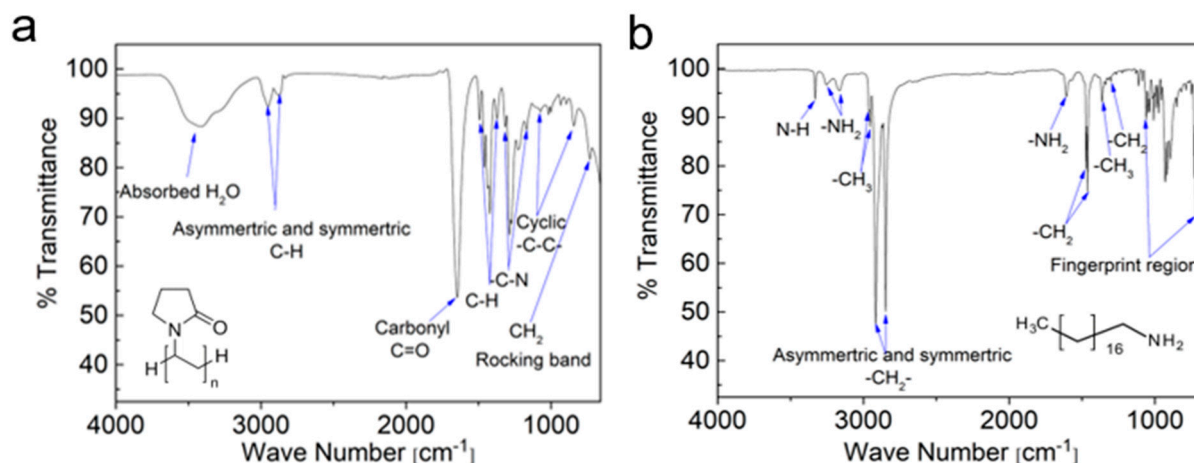 a
100
90
80
70
60
50
40
% Transmittance
Absorbed H₂O
Asymmertric and symmetric
C-H
Carbonyl
C=O
C-H
-C-N
Cyclic
-C-C-
CH₂
Rocking band
N
O
H
H
n
4000
3000
2000
1000
Wave Number [cm⁻¹]
b
100
90
80
70
60
50
40
% Transmittance
N-H
-NH₂
-CH₃
Asymmertric and symmetric
-CH₂-
-NH₂
-CH₂
-CH₂
-CH₃
Fingerprint region
H₃C
16
NH₂
4000
3000
2000
1000
Wave Number [cm⁻¹]